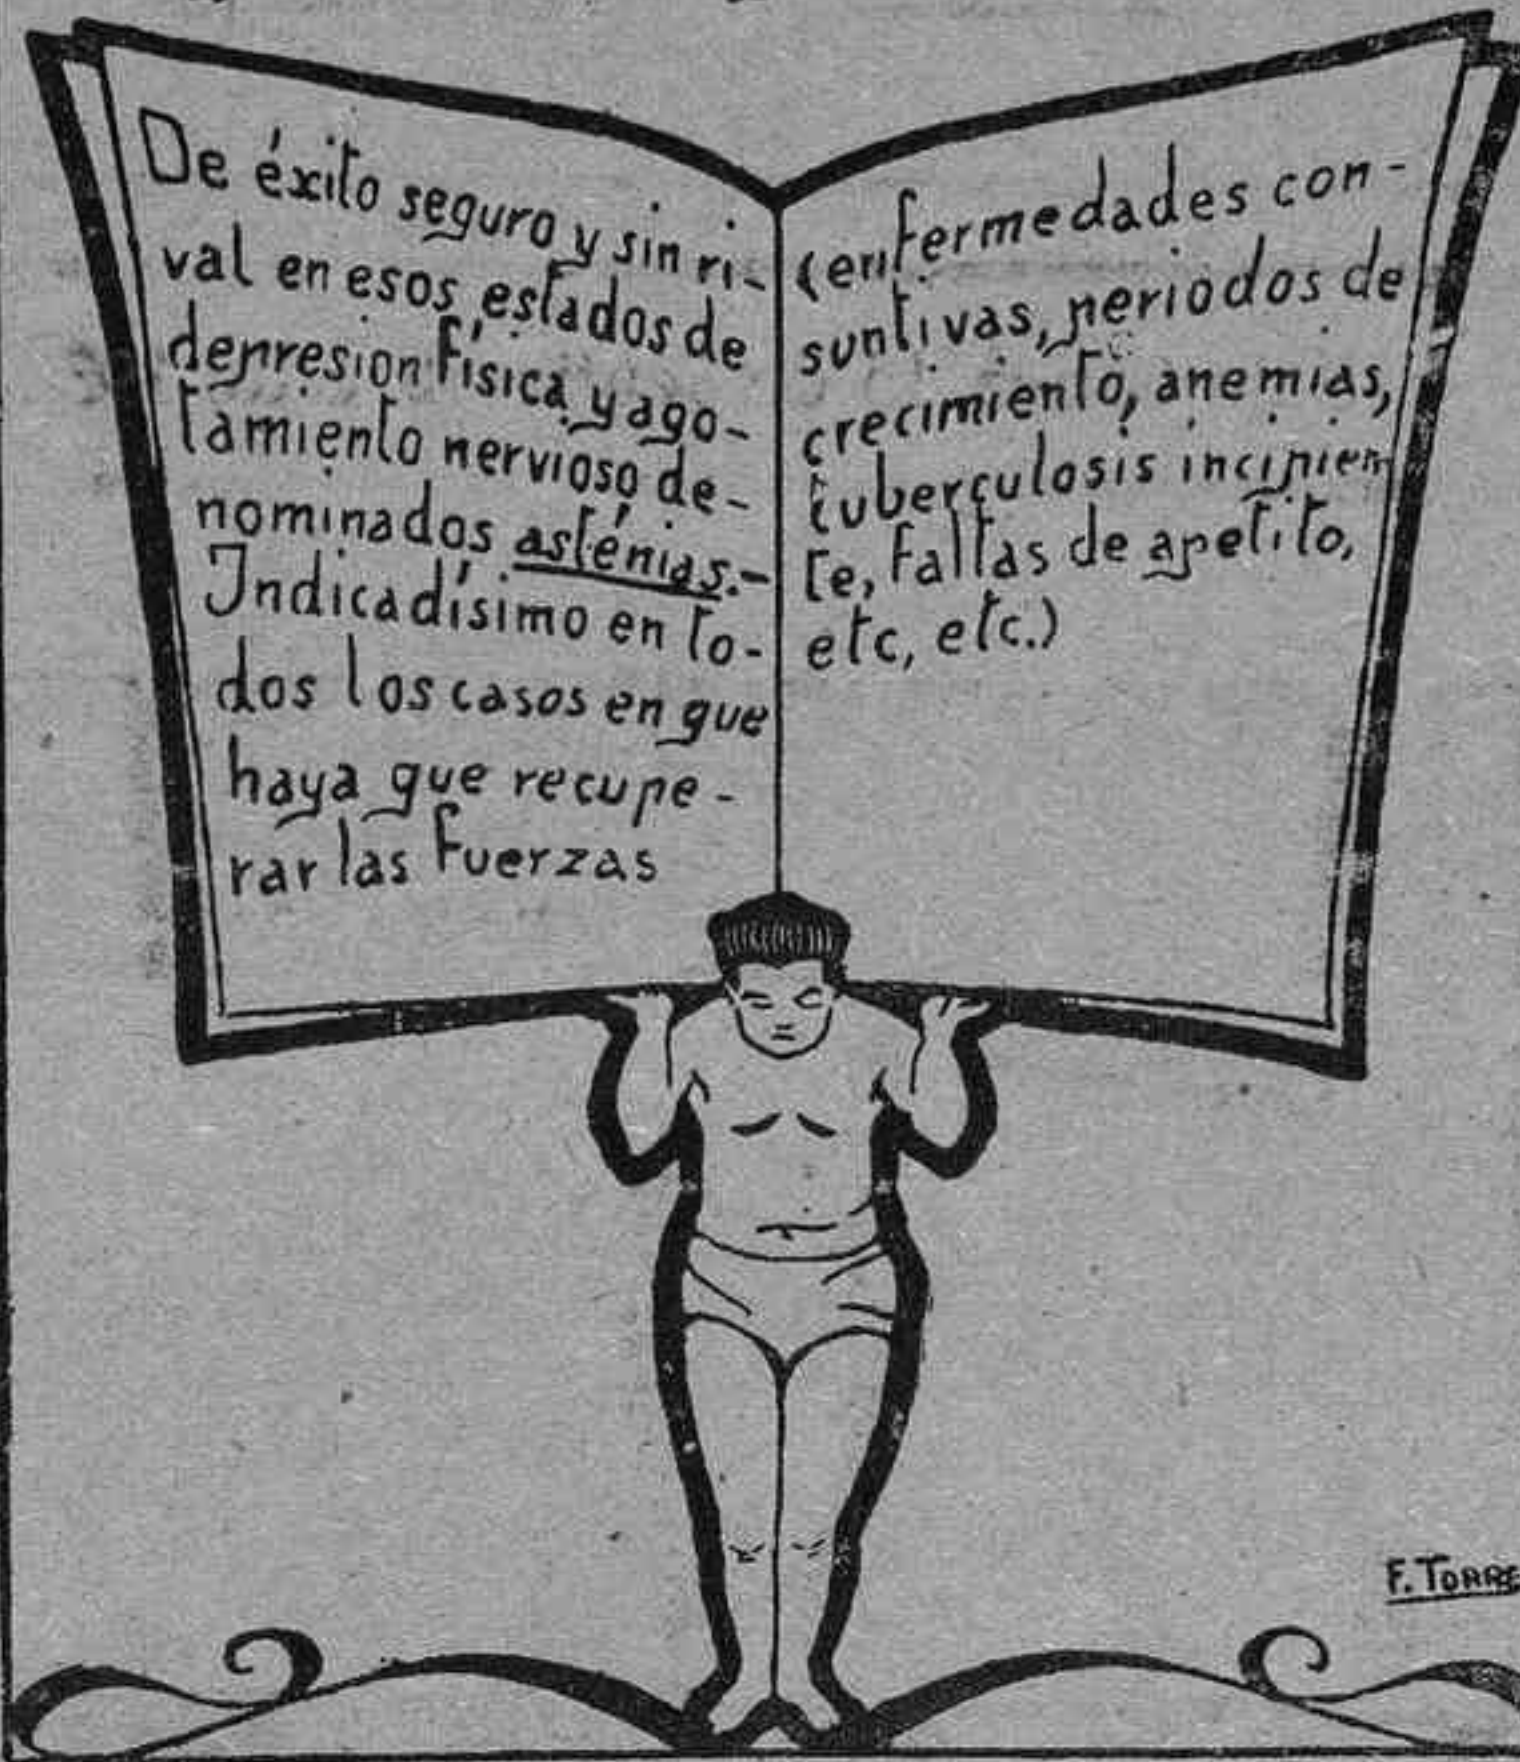 De éxito seguro y sin ri-
val en esos estados de
depresion física y ago-
tamiento nervioso de-
nominados asténias.-
Indicadísimo en to-
dos los casos en que
haya que recupe-
rar las fuerzas
(enfermedades con-
suntivas, periodos de
crecimiento, anemias,
tuberculosis incipien
te, faltas de apetito,
etc, etc.)
F. TORRE